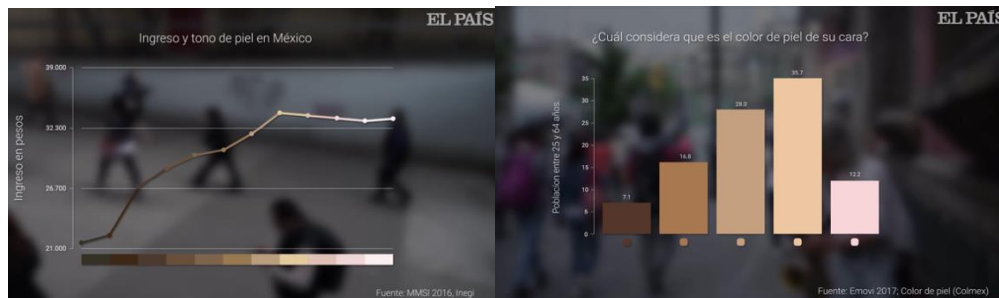 EL PAÍS
Ingreso y tono de piel en México
39.000
32.300
26.700
21.000
Ingreso en pesos
Fuente: MMSI 2016, Inegi
EL PAÍS
¿Cuál considera que es el color de piel de su cara?
Poblacion entre 25 y 64 años.
35
30
25
20
15
10
5
0
7.1
16.8
28.0
35.7
12.2
Fuente: Emovi 2017; Color de piel (Colmex)